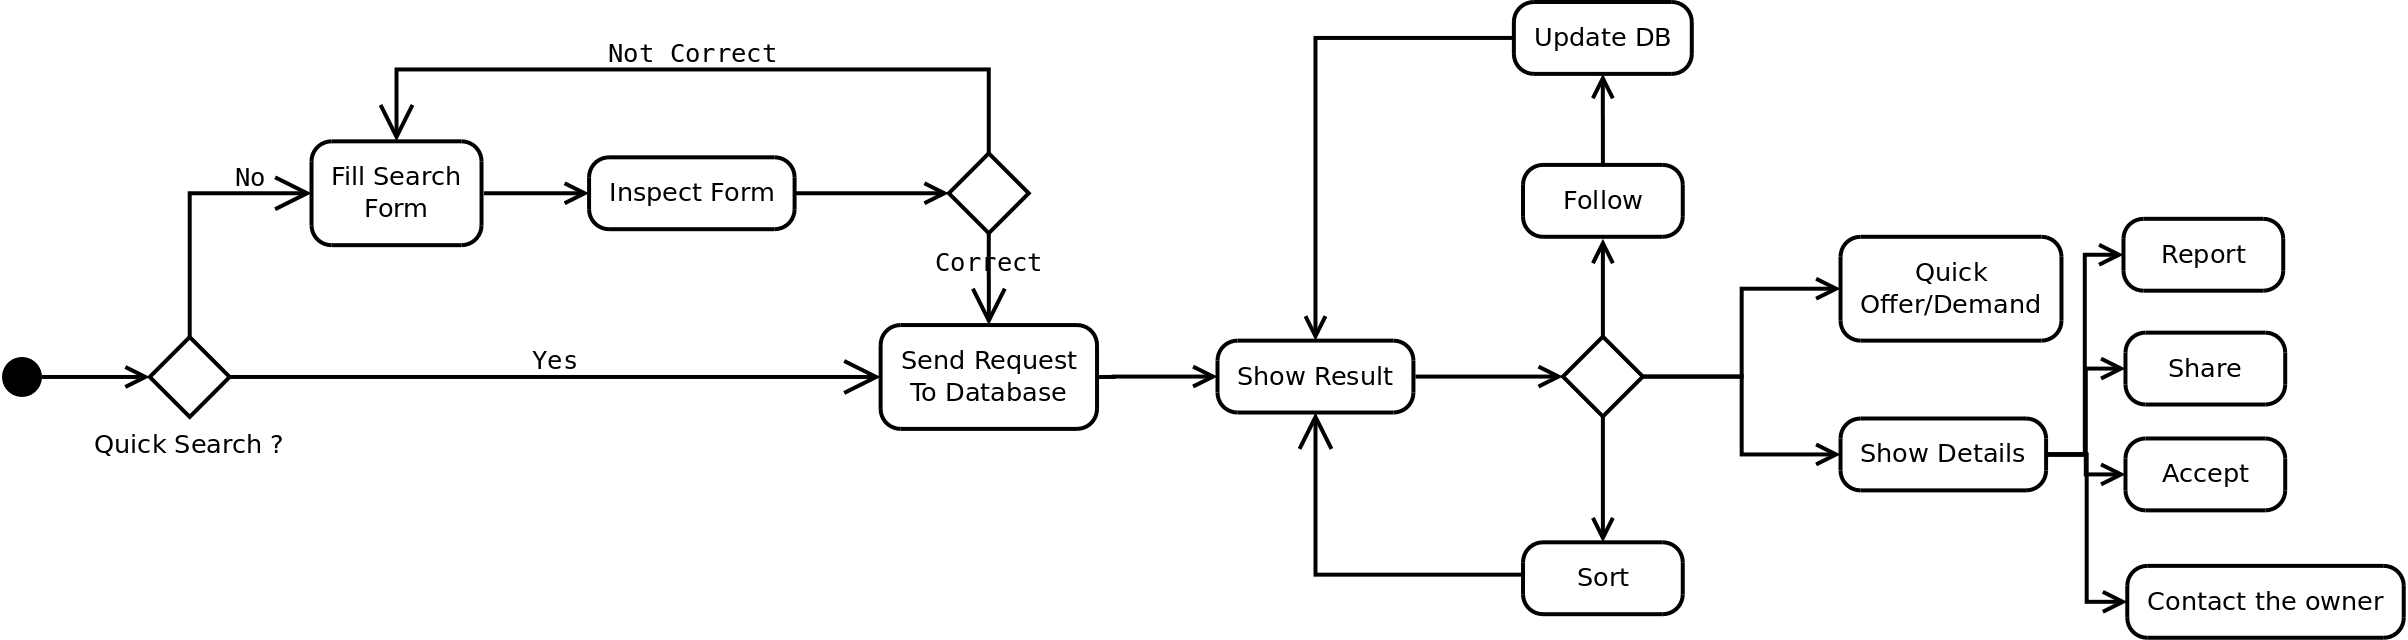 Not Correct
No
Fill Search
Form
Inspect Form
Correct
Yes
Quick Search ?
Send Request
To Database
Show Result
Update DB
Follow
Sort
Quick
Offer/Demand
Show Details
Report
Share
Accept
Contact the owner